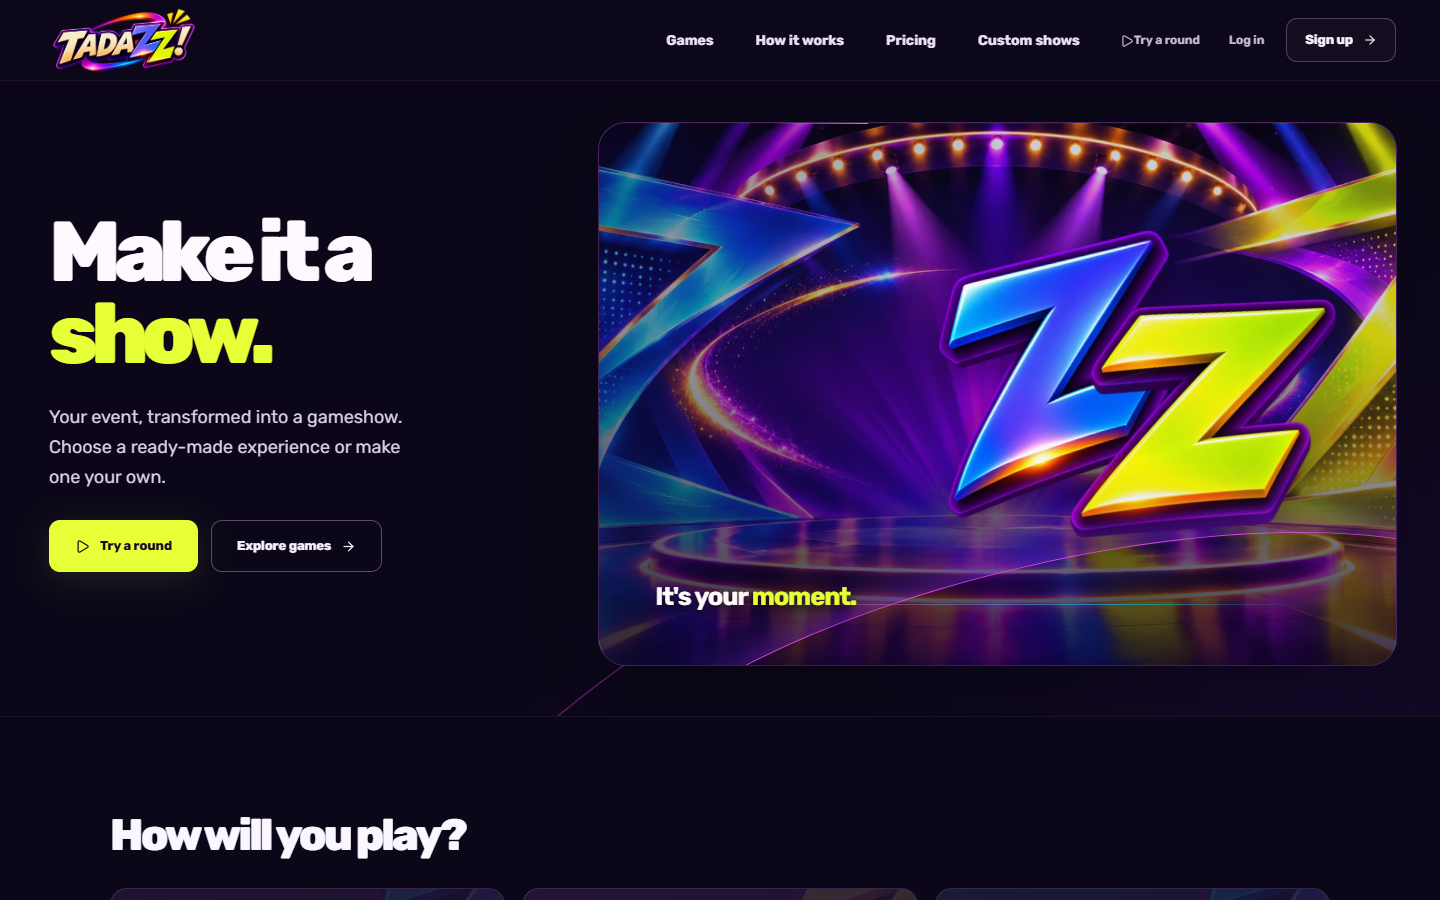 TADAZZ!
Games
How it works
Pricing
Custom shows
Try a round
Log in
Sign up
Make it a
show.
Your event, transformed into a gameshow.
Choose a ready-made experience or make
one your own.
Try a round
Explore games
ZZ
It's your moment.
How will you play?